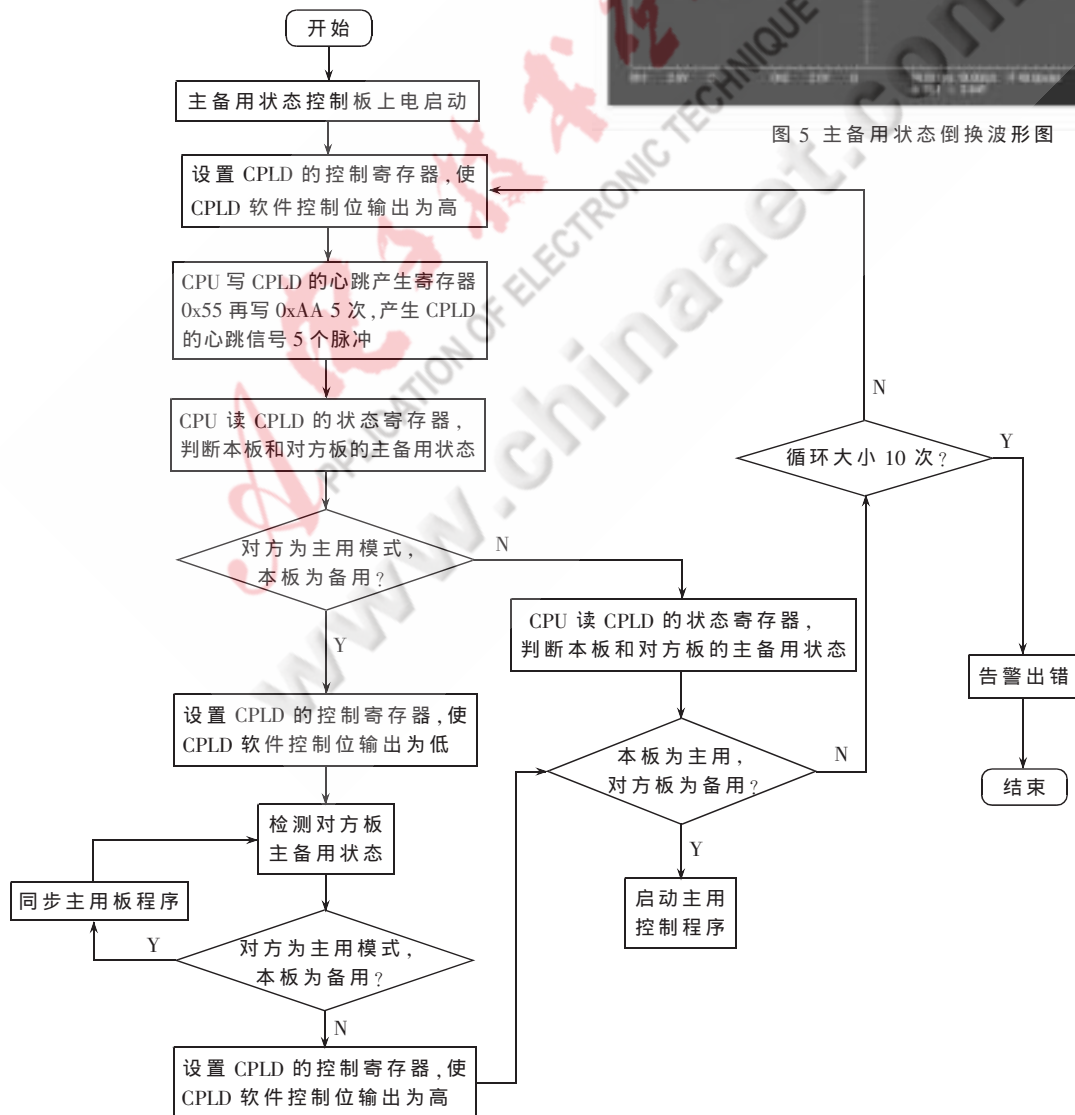 开始
主备用状态控制板上电启动
设置 CPLD 的控制寄存器,使
CPLD 软件控制位输出为高
CPU 写 CPLD 的心跳产生寄存器
0x55 再写 0xAA 5 次,产生 CPLD
的心跳信号 5 个脉冲
CPU 读 CPLD 的状态寄存器,
判断本板和对方板的主备用状态
对方为主用模式,
本板为备用?
N
Y
设置 CPLD 的控制寄存器,使
CPLD 软件控制位输出为低
检测对方板
主备用状态
同步主用板程序
Y
对方为主用模式,
本板为备用?
N
设置 CPLD 的控制寄存器,使
CPLD 软件控制位输出为高
CPU 读 CPLD 的状态寄存器,
判断本板和对方板的主备用状态
本板为主用,
对方板为备用?
N
Y
启动主用
控制程序
N
循环大小 10 次?
Y
告警出错
结束
图 5 主备用状态倒换波形图
APPLICATION OF ELECTRONIC TECHNIQUE
www.chinaaet.com